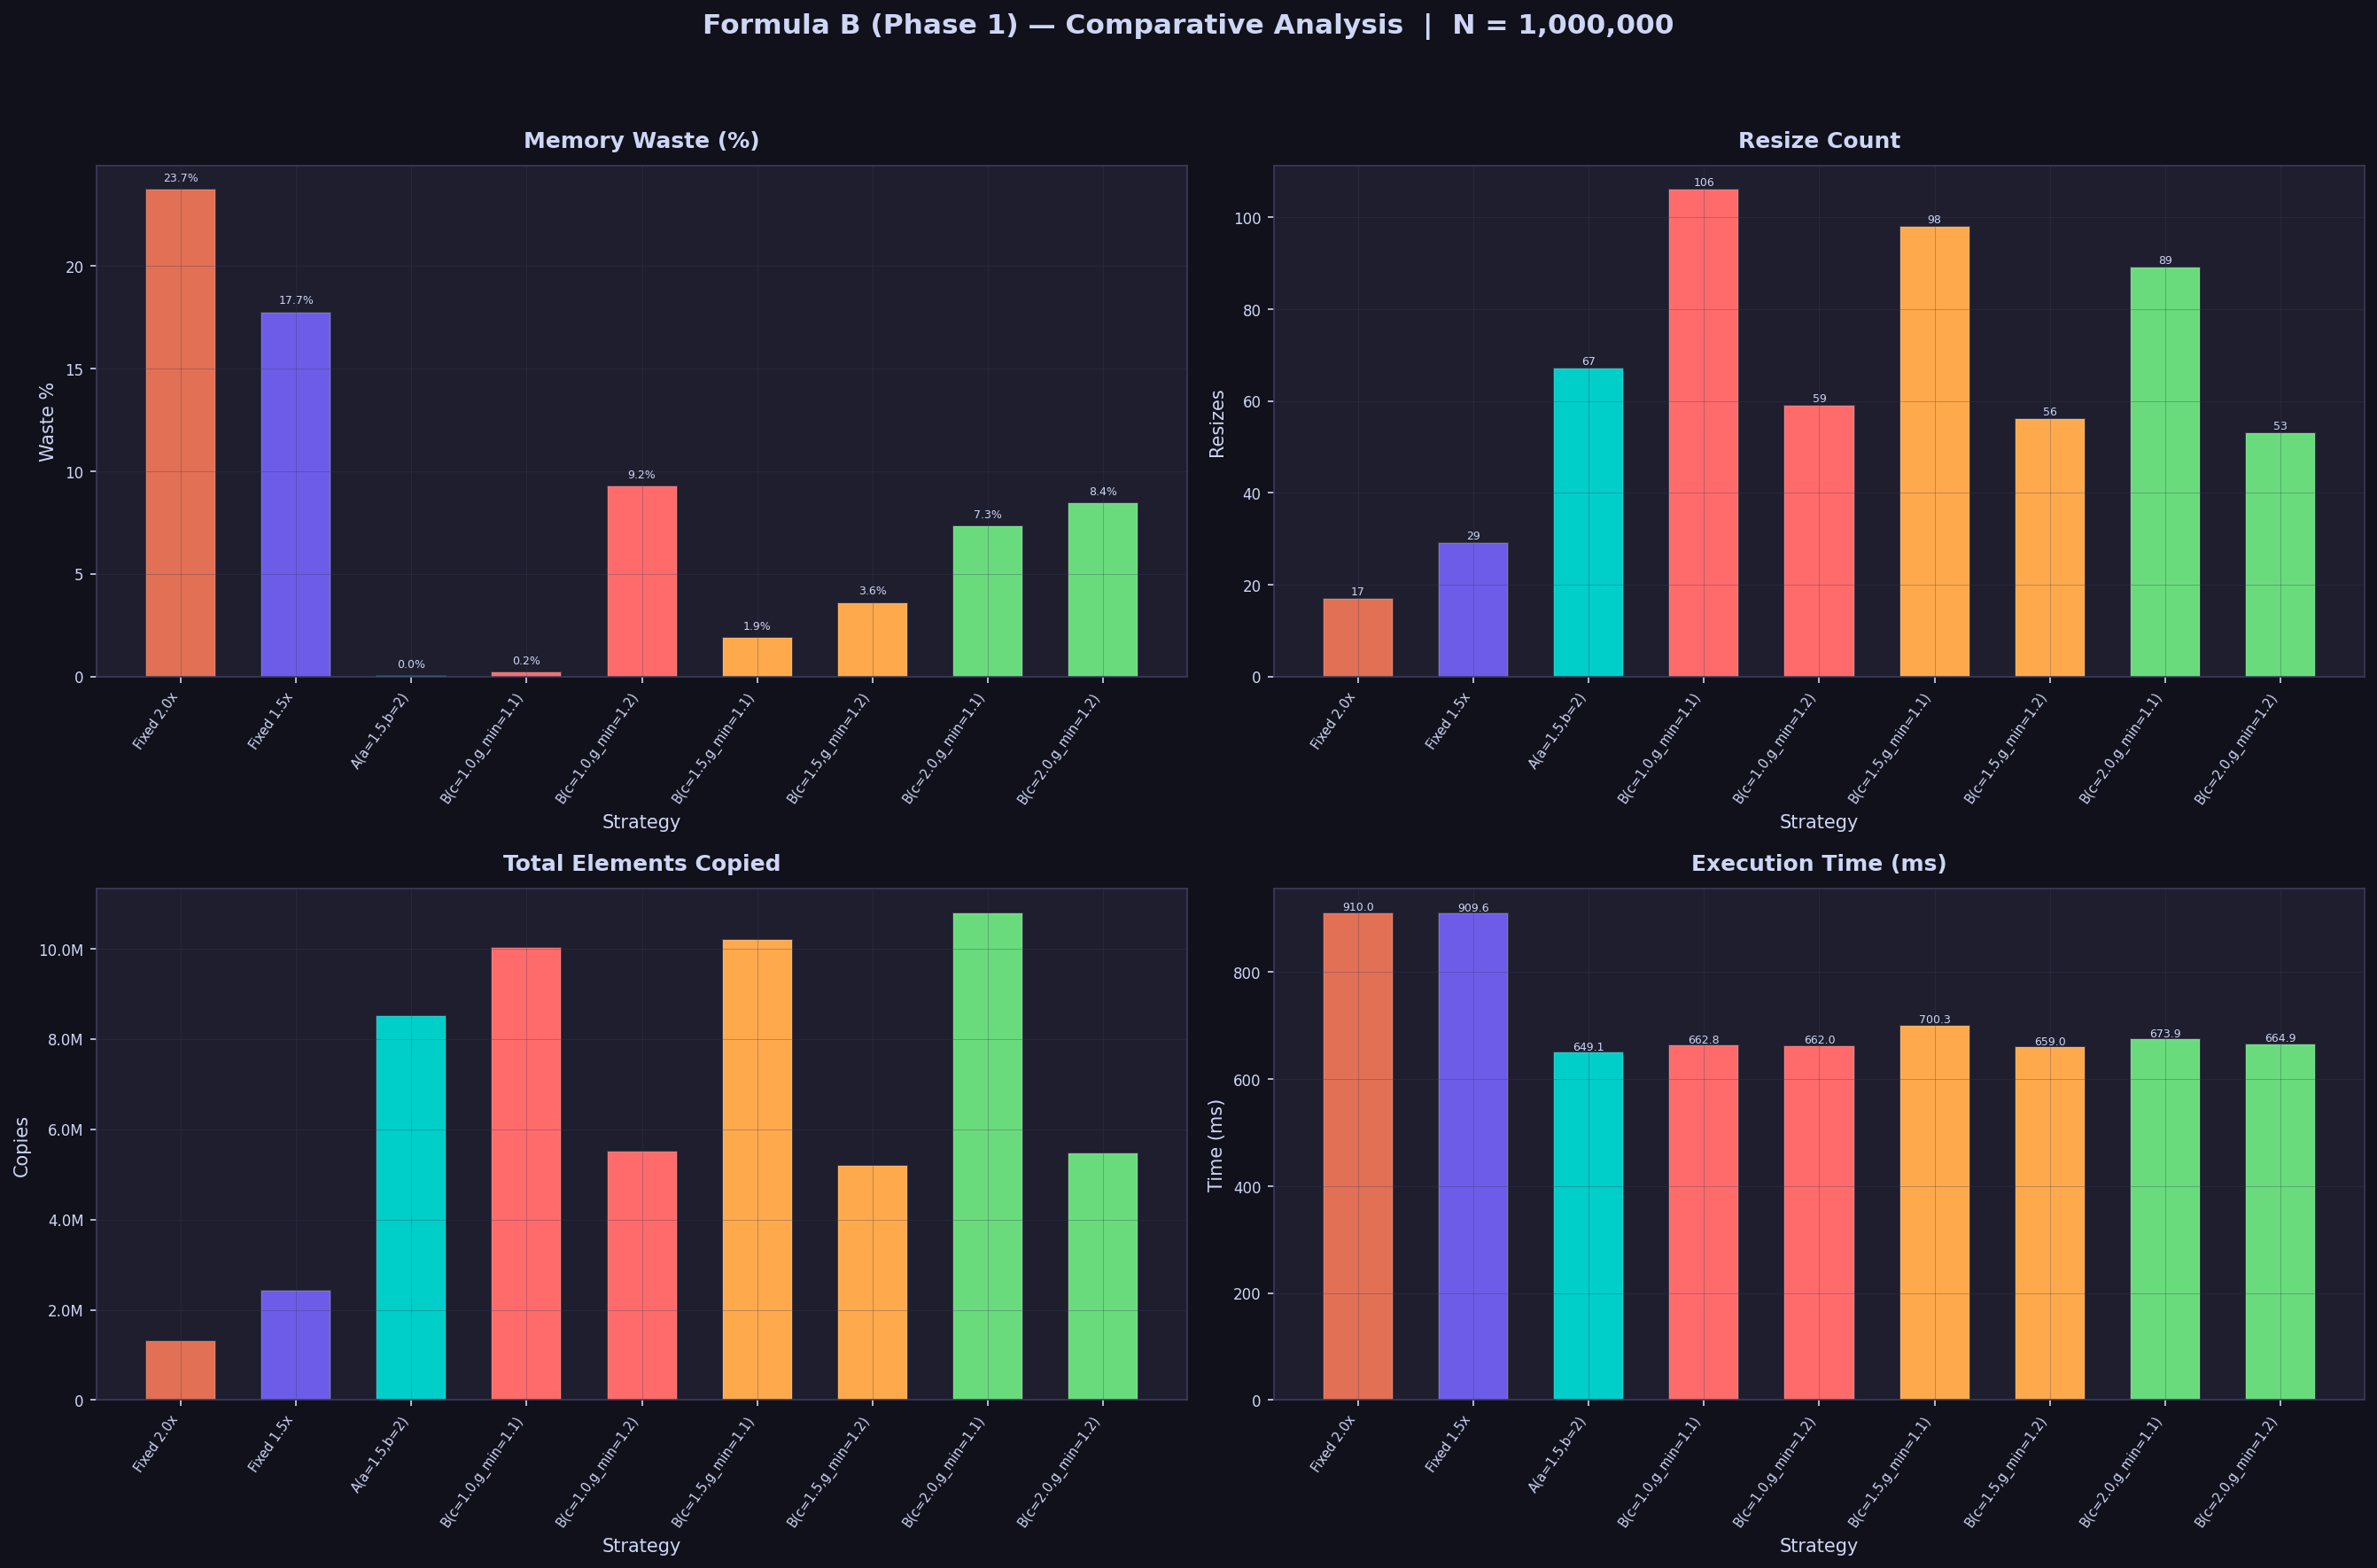 Formula B (Phase 1) — Comparative Analysis | N = 1,000,000
Memory Waste (%)
Waste %
20
15
10
5
0
23.7%
17.7%
0.0%
0.2%
9.2%
1.9%
3.6%
7.3%
8.4%
Fixed 2.0x
Fixed 1.5x
A(a=1.5,b=2)
B(c=1.0,g_min=1.1)
B(c=1.0,g_min=1.2)
B(c=1.5,g_min=1.1)
B(c=1.5,g_min=1.2)
B(c=2.0,g_min=1.1)
B(c=2.0,g_min=1.2)
Strategy
Resize Count
Resizes
100
80
60
40
20
0
17
29
67
106
59
98
56
89
53
Fixed 2.0x
Fixed 1.5x
A(a=1.5,b=2)
B(c=1.0,g_min=1.1)
B(c=1.0,g_min=1.2)
B(c=1.5,g_min=1.1)
B(c=1.5,g_min=1.2)
B(c=2.0,g_min=1.1)
B(c=2.0,g_min=1.2)
Strategy
Total Elements Copied
Copies
10.0M
8.0M
6.0M
4.0M
2.0M
0
Fixed 2.0x
Fixed 1.5x
A(a=1.5,b=2)
B(c=1.0,g_min=1.1)
B(c=1.0,g_min=1.2)
B(c=1.5,g_min=1.1)
B(c=1.5,g_min=1.2)
B(c=2.0,g_min=1.1)
B(c=2.0,g_min=1.2)
Strategy
Execution Time (ms)
Time (ms)
800
600
400
200
0
910.0
909.6
649.1
662.8
662.0
700.3
659.0
673.9
664.9
Fixed 2.0x
Fixed 1.5x
A(a=1.5,b=2)
B(c=1.0,g_min=1.1)
B(c=1.0,g_min=1.2)
B(c=1.5,g_min=1.1)
B(c=1.5,g_min=1.2)
B(c=2.0,g_min=1.1)
B(c=2.0,g_min=1.2)
Strategy